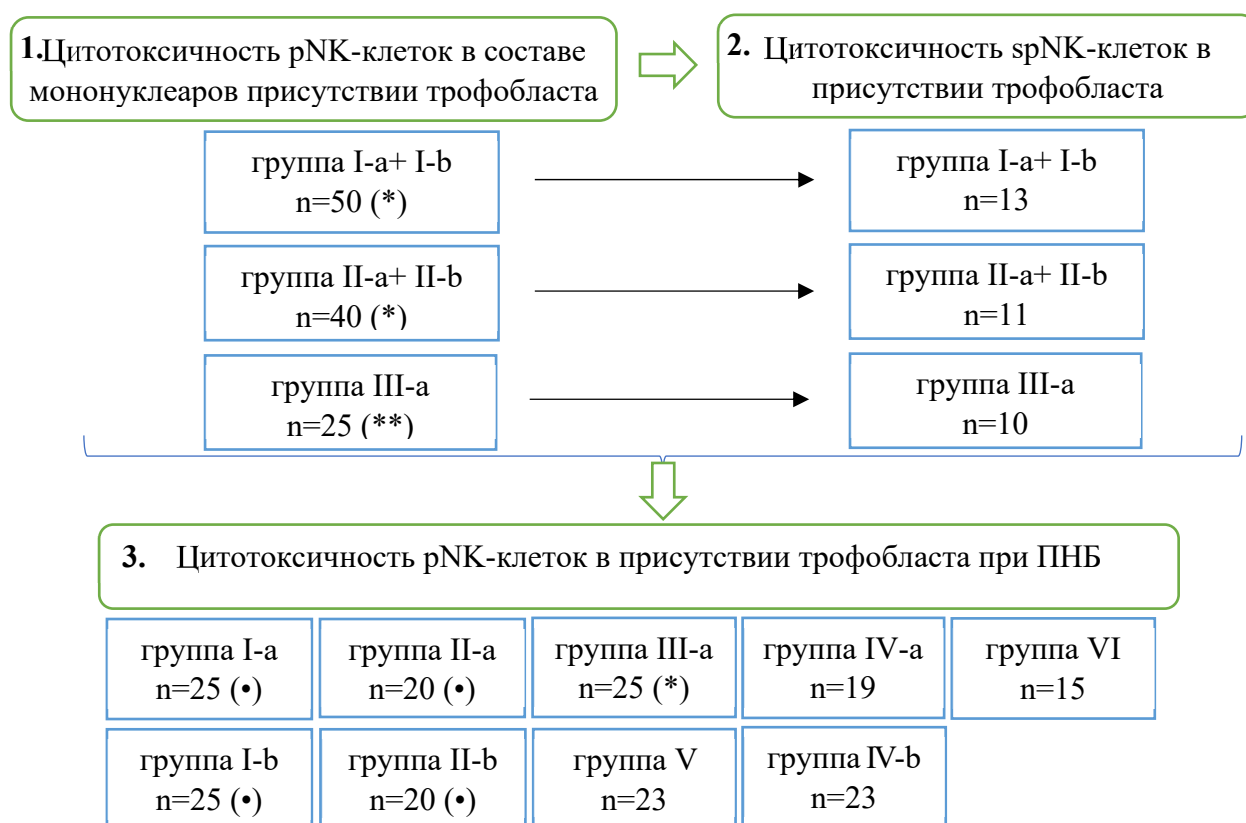 1.Цитотоксичность pNK-клеток в составе
мононуклеаров присутствии трофобласта
2. Цитотоксичность spNK-клеток в
присутствии трофобласта
группа I-a+ I-b
n=50 (*)
группа I-a+ I-b
n=13
группа II-a+ II-b
n=40 (*)
группа II-a+ II-b
n=11
группа III-a
n=25 (**)
группа III-a
n=10
3. Цитотоксичность pNK-клеток в присутствии трофобласта при ПНБ
группа I-a
n=25 (•)
группа II-a
n=20 (•)
группа III-a
n=25 (*)
группа IV-a
n=19
группа VI
n=15
группа I-b
n=25 (•)
группа II-b
n=20 (•)
группа V
n=23
группа IV-b
n=23